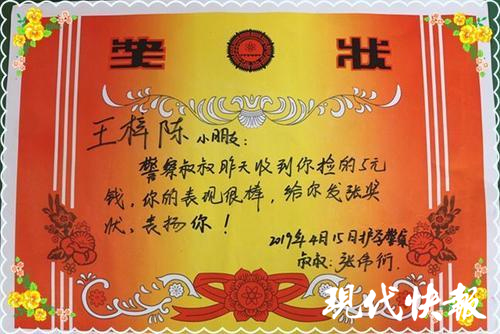 奖 状
王梓陈 小朋友：
警察叔叔昨天收到你捡的5元
钱，你的表现很棒，给你发张奖
状、表扬你！
2019年4月15日护学警察
叔叔：张伟衍.
现代快报